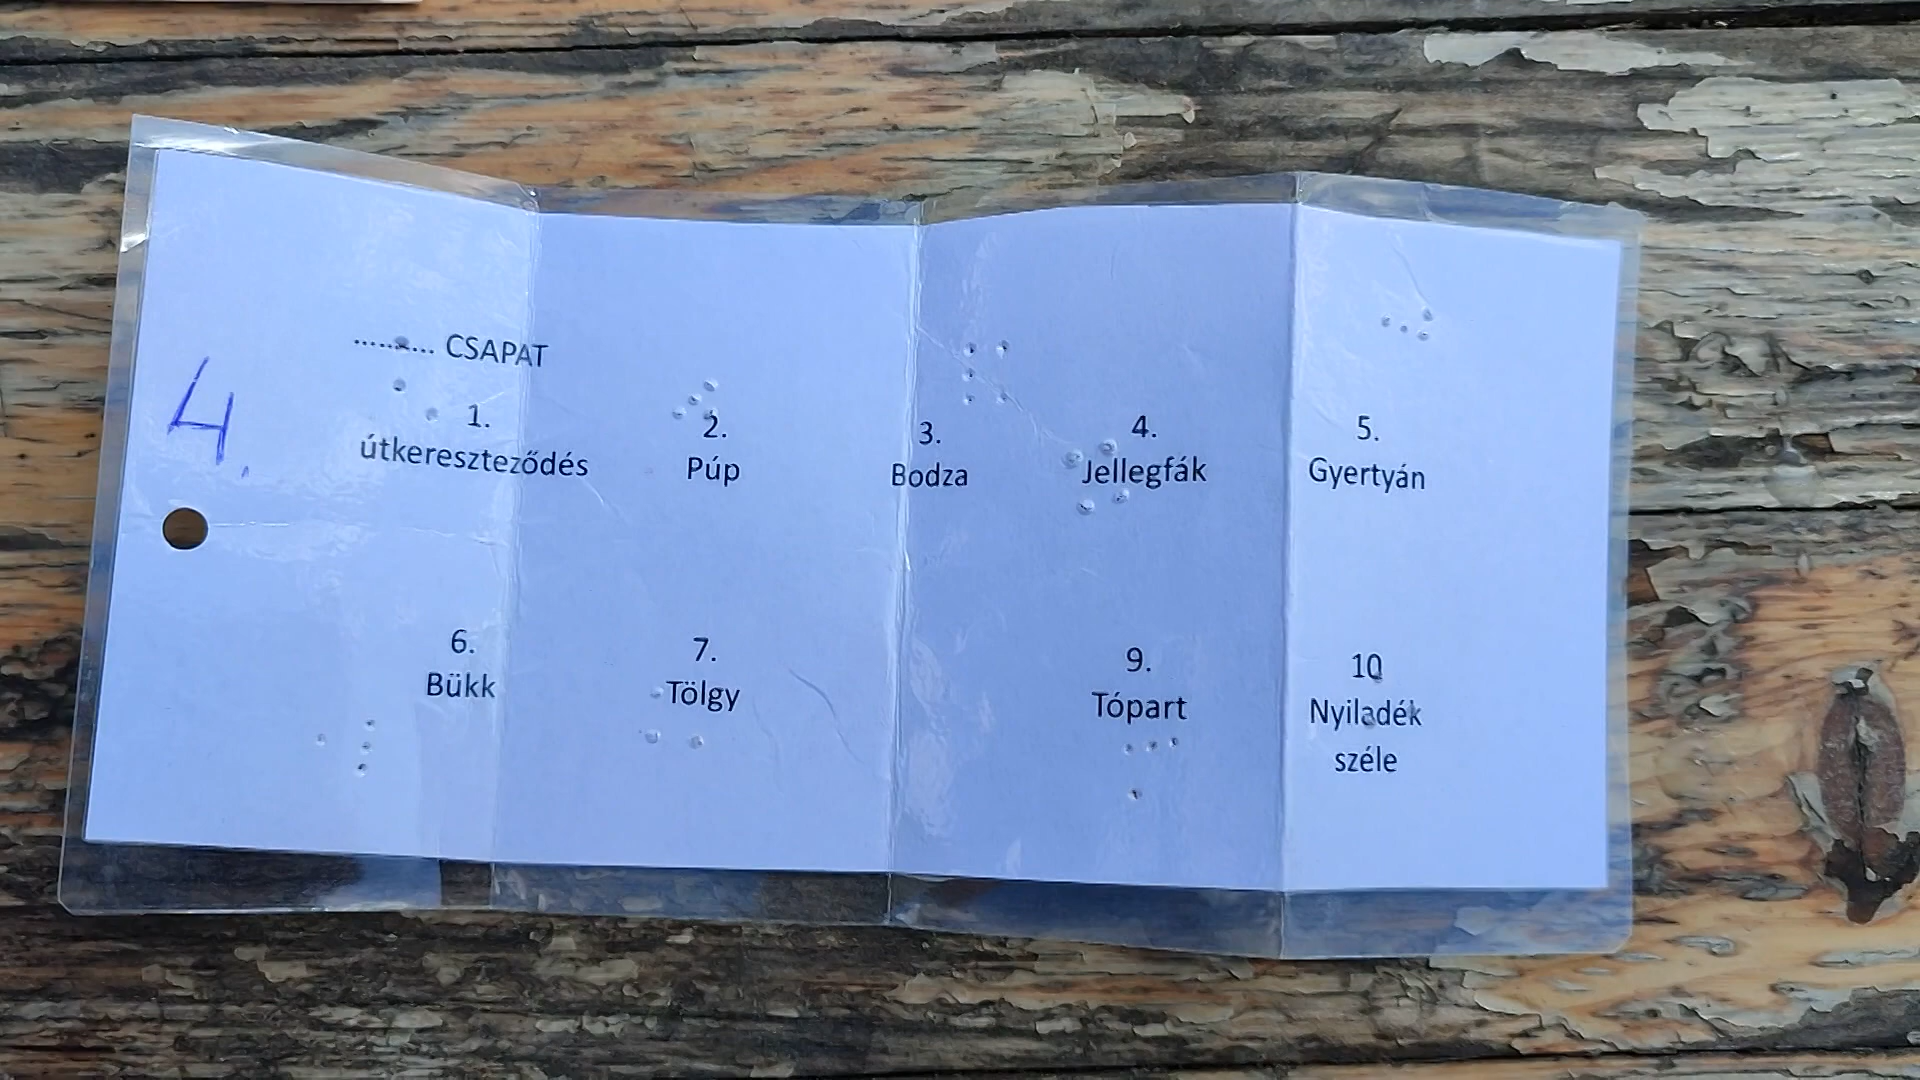 4.
.......... CSAPAT
1.
útkereszteződés
2.
Púp
3.
Bodza
4.
Jellegfák
5.
Gyertyán
6.
Bükk
7.
Tölgy
9.
Tópart
10
Nyiladék
széle